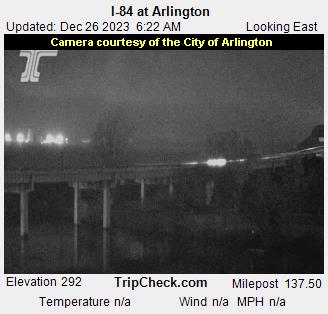 I-84 at Arlington
Updated: Dec 26 2023 6:22 AM Looking East
Camera courtesy of the City of Arlington
Elevation 292 TripCheck.com Milepost 137.50
Temperature n/a Wind n/a MPH n/a